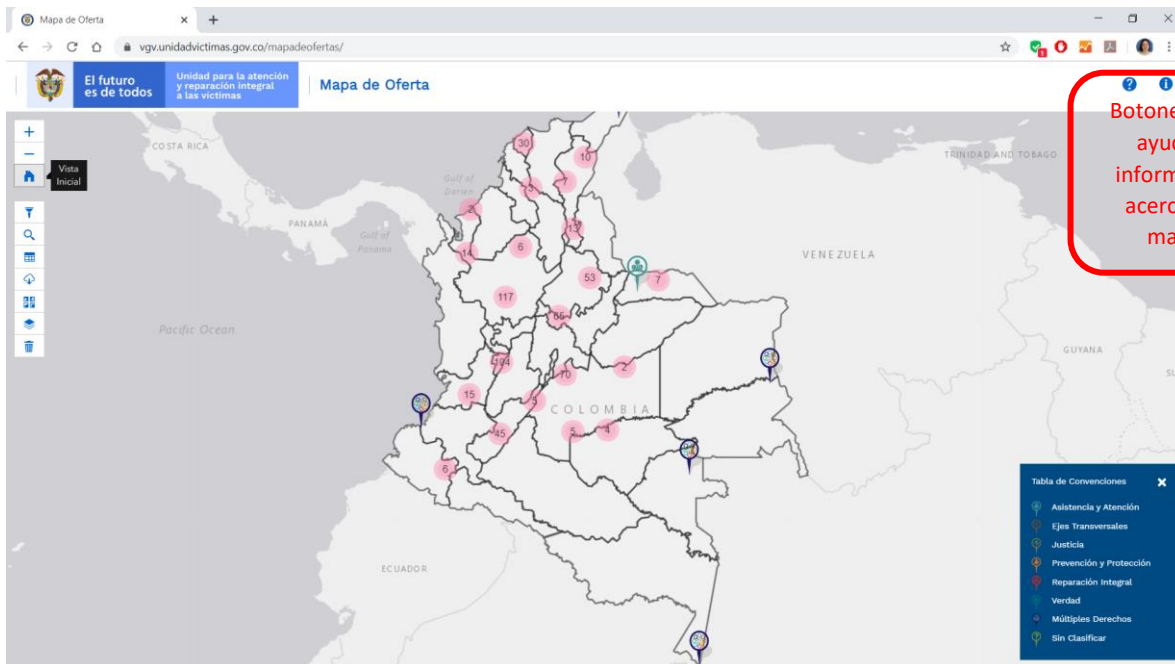 Mapa de Oferta
vgv.unidadvictimas.gov.co/mapadeofertas/
1
El futuro
es de todos
Unidad para la atención
y reparación integral
a las víctimas
Mapa de Oferta
Vista
Inicial
COSTA RICA
PANAMÁ
Gulf of
Darien
Gulf of
Panama
Pacific Ocean
TRINIDAD AND TOBAGO
VENEZUELA
GUYANA
COLOMBIA
ECUADOR
30
10
7
3
2
13
14
6
53
7
117
65
104
70
2
15
5
45
5
4
6
ayu
inform
acerc
ma
Tabla de Convenciones
Asistencia y Atención
Ejes Transversales
Justicia
Prevención y Protección
Reparación Integral
Verdad
Múltiples Derechos
Sin Clasificar